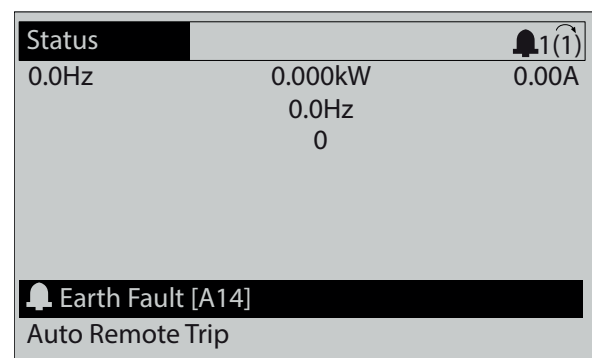 Status 1(1)
0.0Hz 0.000kW 0.00A
0.0Hz
0
Earth Fault [A14]
Auto Remote Trip